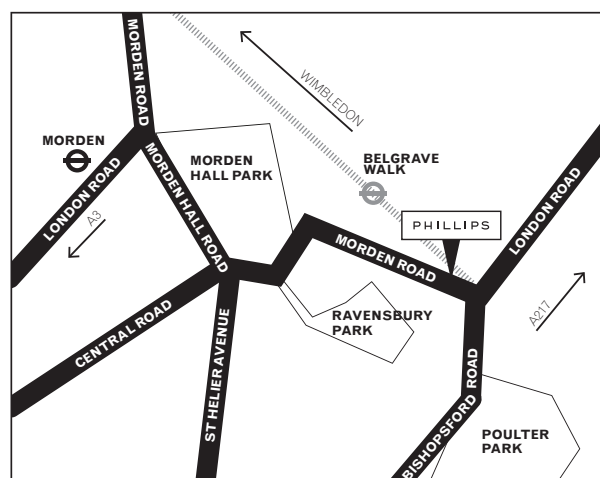 MORDEN ROAD
WIMBLEDON
MORDEN
LONDON ROAD
A3
MORDEN HALL ROAD
MORDEN
HALL PARK
BELGRAVE
WALK
PHILLIPS
LONDON ROAD
MORDEN ROAD
A217
CENTRAL ROAD
ST HELIER AVENUE
RAVENSBURY
PARK
BISHOPSFORD ROAD
POULTER
PARK